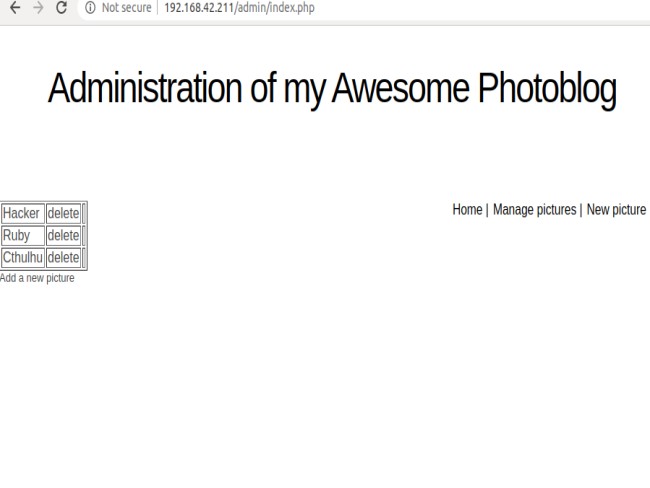 Not secure 192.168.42.211/admin/index.php
Administration of my Awesome Photoblog
Home | Manage pictures | New picture
Hacker delete
Ruby delete
Cthulhu delete
Add a new picture